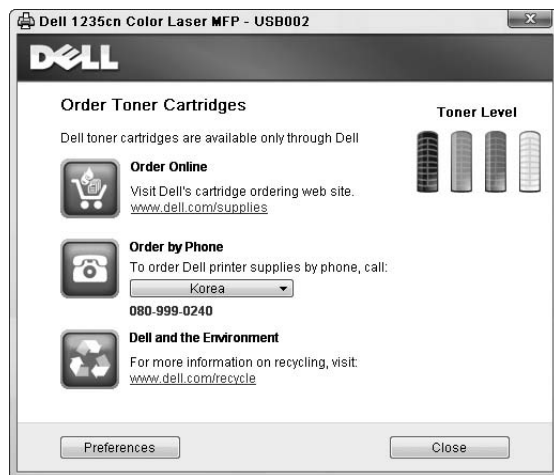 Dell 1235cn Color Laser MFP - USB002
DELL
Order Toner Cartridges
Toner Level
Dell toner cartridges are available only through Dell
Order Online
Visit Dell's cartridge ordering web site.
www.dell.com/supplies
Order by Phone
To order Dell printer supplies by phone, call:
Korea
080-999-0240
Dell and the Environment
For more information on recycling, visit:
www.dell.com/recycle
Preferences
Close